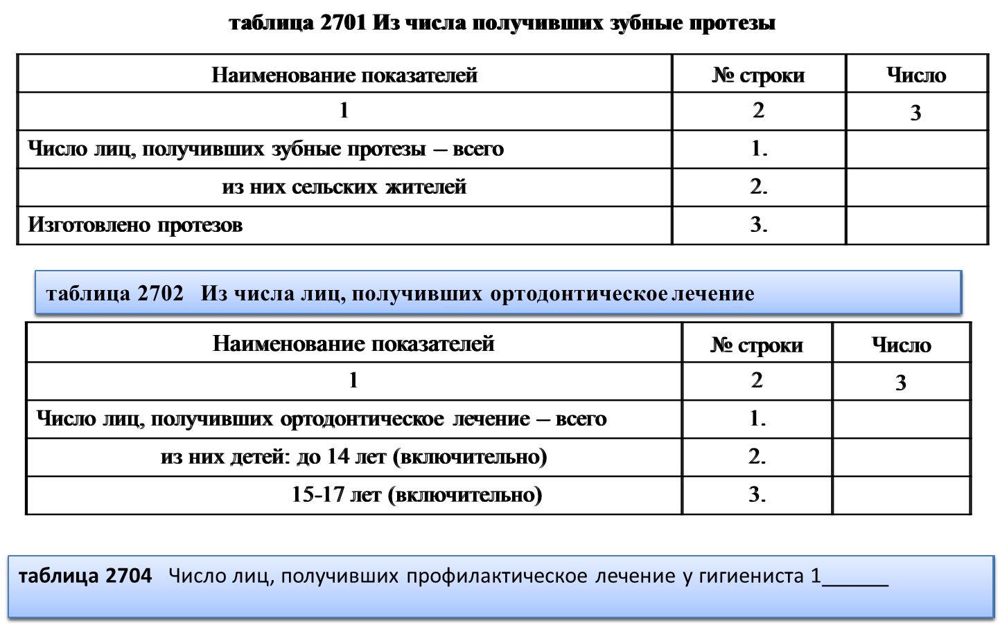 таблица 2701 Из числа получивших зубные протезы
Наименование показателей № строки Число
1 2 3
Число лиц, получивших зубные протезы – всего 1.
из них сельских жителей 2.
Изготовлено протезов 3.
таблица 2702 Из числа лиц, получивших ортодонтическое лечение
Наименование показателей № строки Число
1 2 3
Число лиц, получивших ортодонтическое лечение – всего 1.
из них детей: до 14 лет (включительно) 2.
15-17 лет (включительно) 3.
таблица 2704 Число лиц, получивших профилактическое лечение у гигиениста 1______